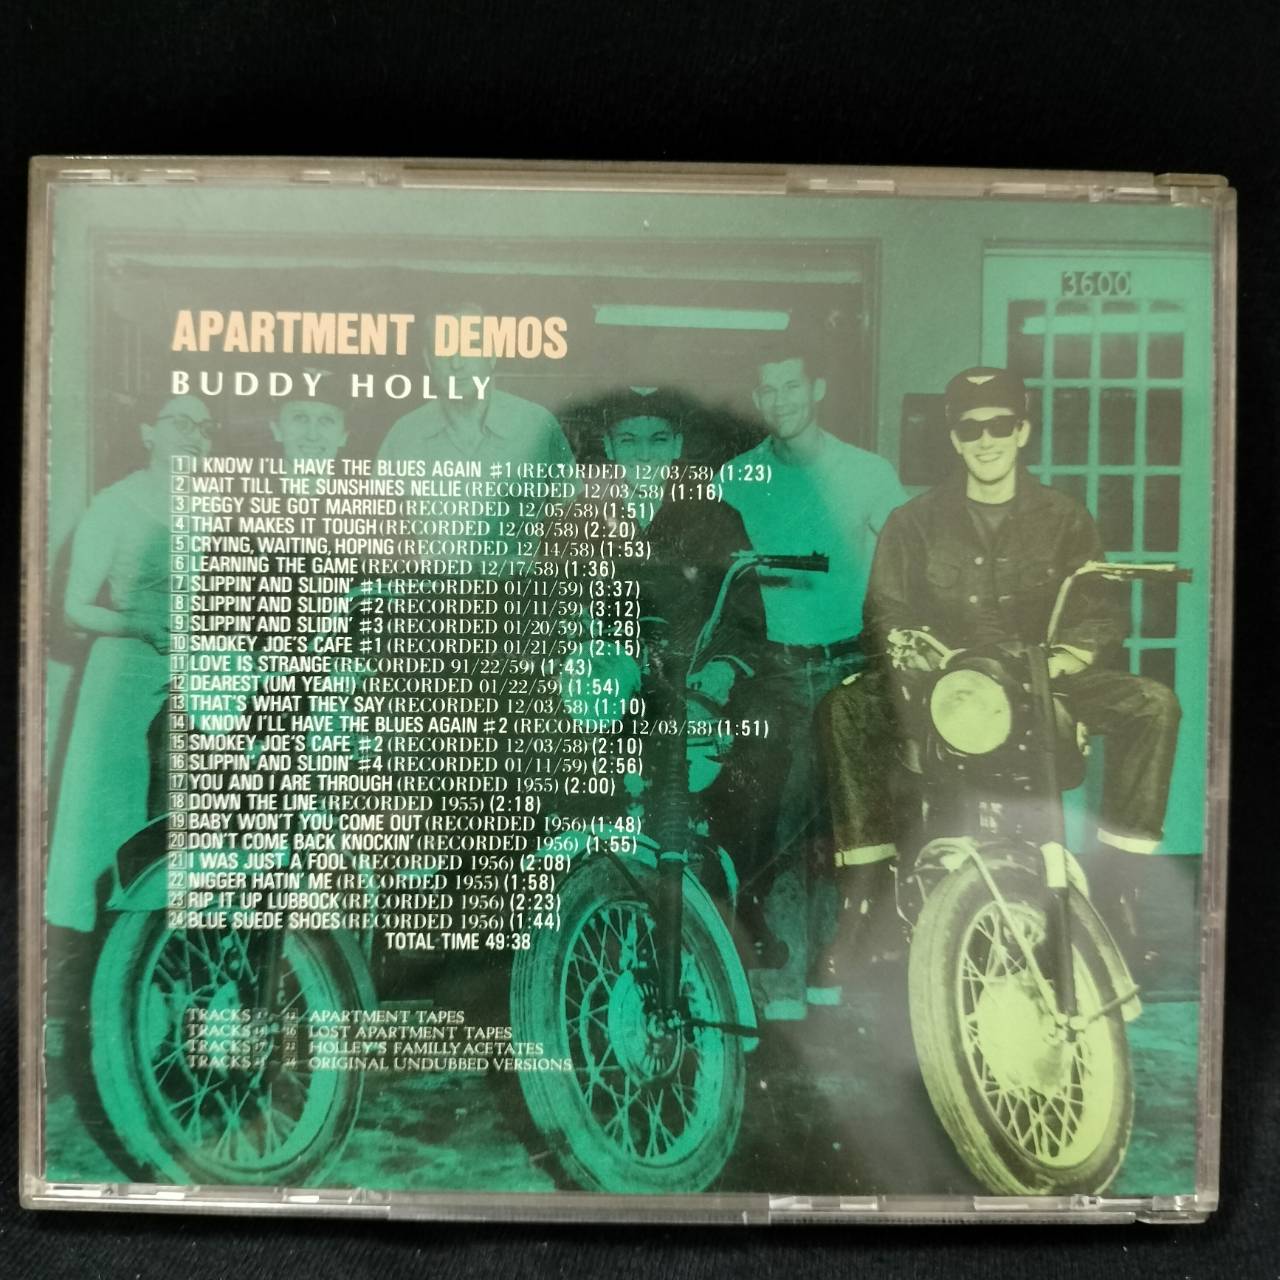 3600
APARTMENT DEMOS
BUDDY HOLLY
1 I KNOW I'LL HAVE THE BLUES AGAIN #1 (RECORDED 12/03/58) (1:23)
2 WAIT TILL THE SUNSHINES NELLIE (RECORDED 12/03/58) (1:16)
3 PEGGY SUE GOT MARRIED (RECORDED 12/05/58) (1:51)
4 THAT MAKES IT TOUGH (RECORDED 12/08/58) (2:20)
5 CRYING, WAITING, HOPING (RECORDED 12/14/58) (1:53)
6 LEARNING THE GAME (RECORDED 12/17/58) (1:36)
7 SLIPPIN' AND SLIDIN' #1 (RECORDED 01/11/59) (3:37)
8 SLIPPIN' AND SLIDIN' #2 (RECORDED 01/11/59) (3:12)
9 SLIPPIN' AND SLIDIN' #3 (RECORDED 01/20/59) (1:26)
10 SMOKEY JOE'S CAFE #1 (RECORDED 01/21/59) (2:15)
11 LOVE IS STRANGE (RECORDED 91/22/59) (1:43)
12 DEAREST (UM YEAH!) (RECORDED 01/22/59) (1:54)
13 THAT'S WHAT THEY SAY (RECORDED 12/03/58) (1:10)
14 I KNOW I'LL HAVE THE BLUES AGAIN #2 (RECORDED 12/03/58) (1:51)
15 SMOKEY JOE'S CAFE #2 (RECORDED 12/03/58) (2:10)
16 SLIPPIN' AND SLIDIN' #4 (RECORDED 01/11/59) (2:56)
17 YOU AND I ARE THROUGH (RECORDED 1955) (2:00)
18 DOWN THE LINE (RECORDED 1955) (2:18)
19 BABY WON'T YOU COME OUT (RECORDED 1956) (1:48)
20 DON'T COME BACK KNOCKIN' (RECORDED 1956) (1:55)
21 I WAS JUST A FOOL (RECORDED 1956) (2:08)
22 NIGGER HATIN' ME (RECORDED 1955) (1:58)
23 RIP IT UP LUBBOCK (RECORDED 1956) (2:23)
24 BLUE SUEDE SHOES (RECORDED 1956) (1:44)
TOTAL TIME 49:38
TRACKS APARTMENT TAPES
TRACKS LOST APARTMENT TAPES
TRACKS HOLLEY'S FAMILLY ACETATES
TRACKS ORIGINAL UNDUBBED VERSIONS